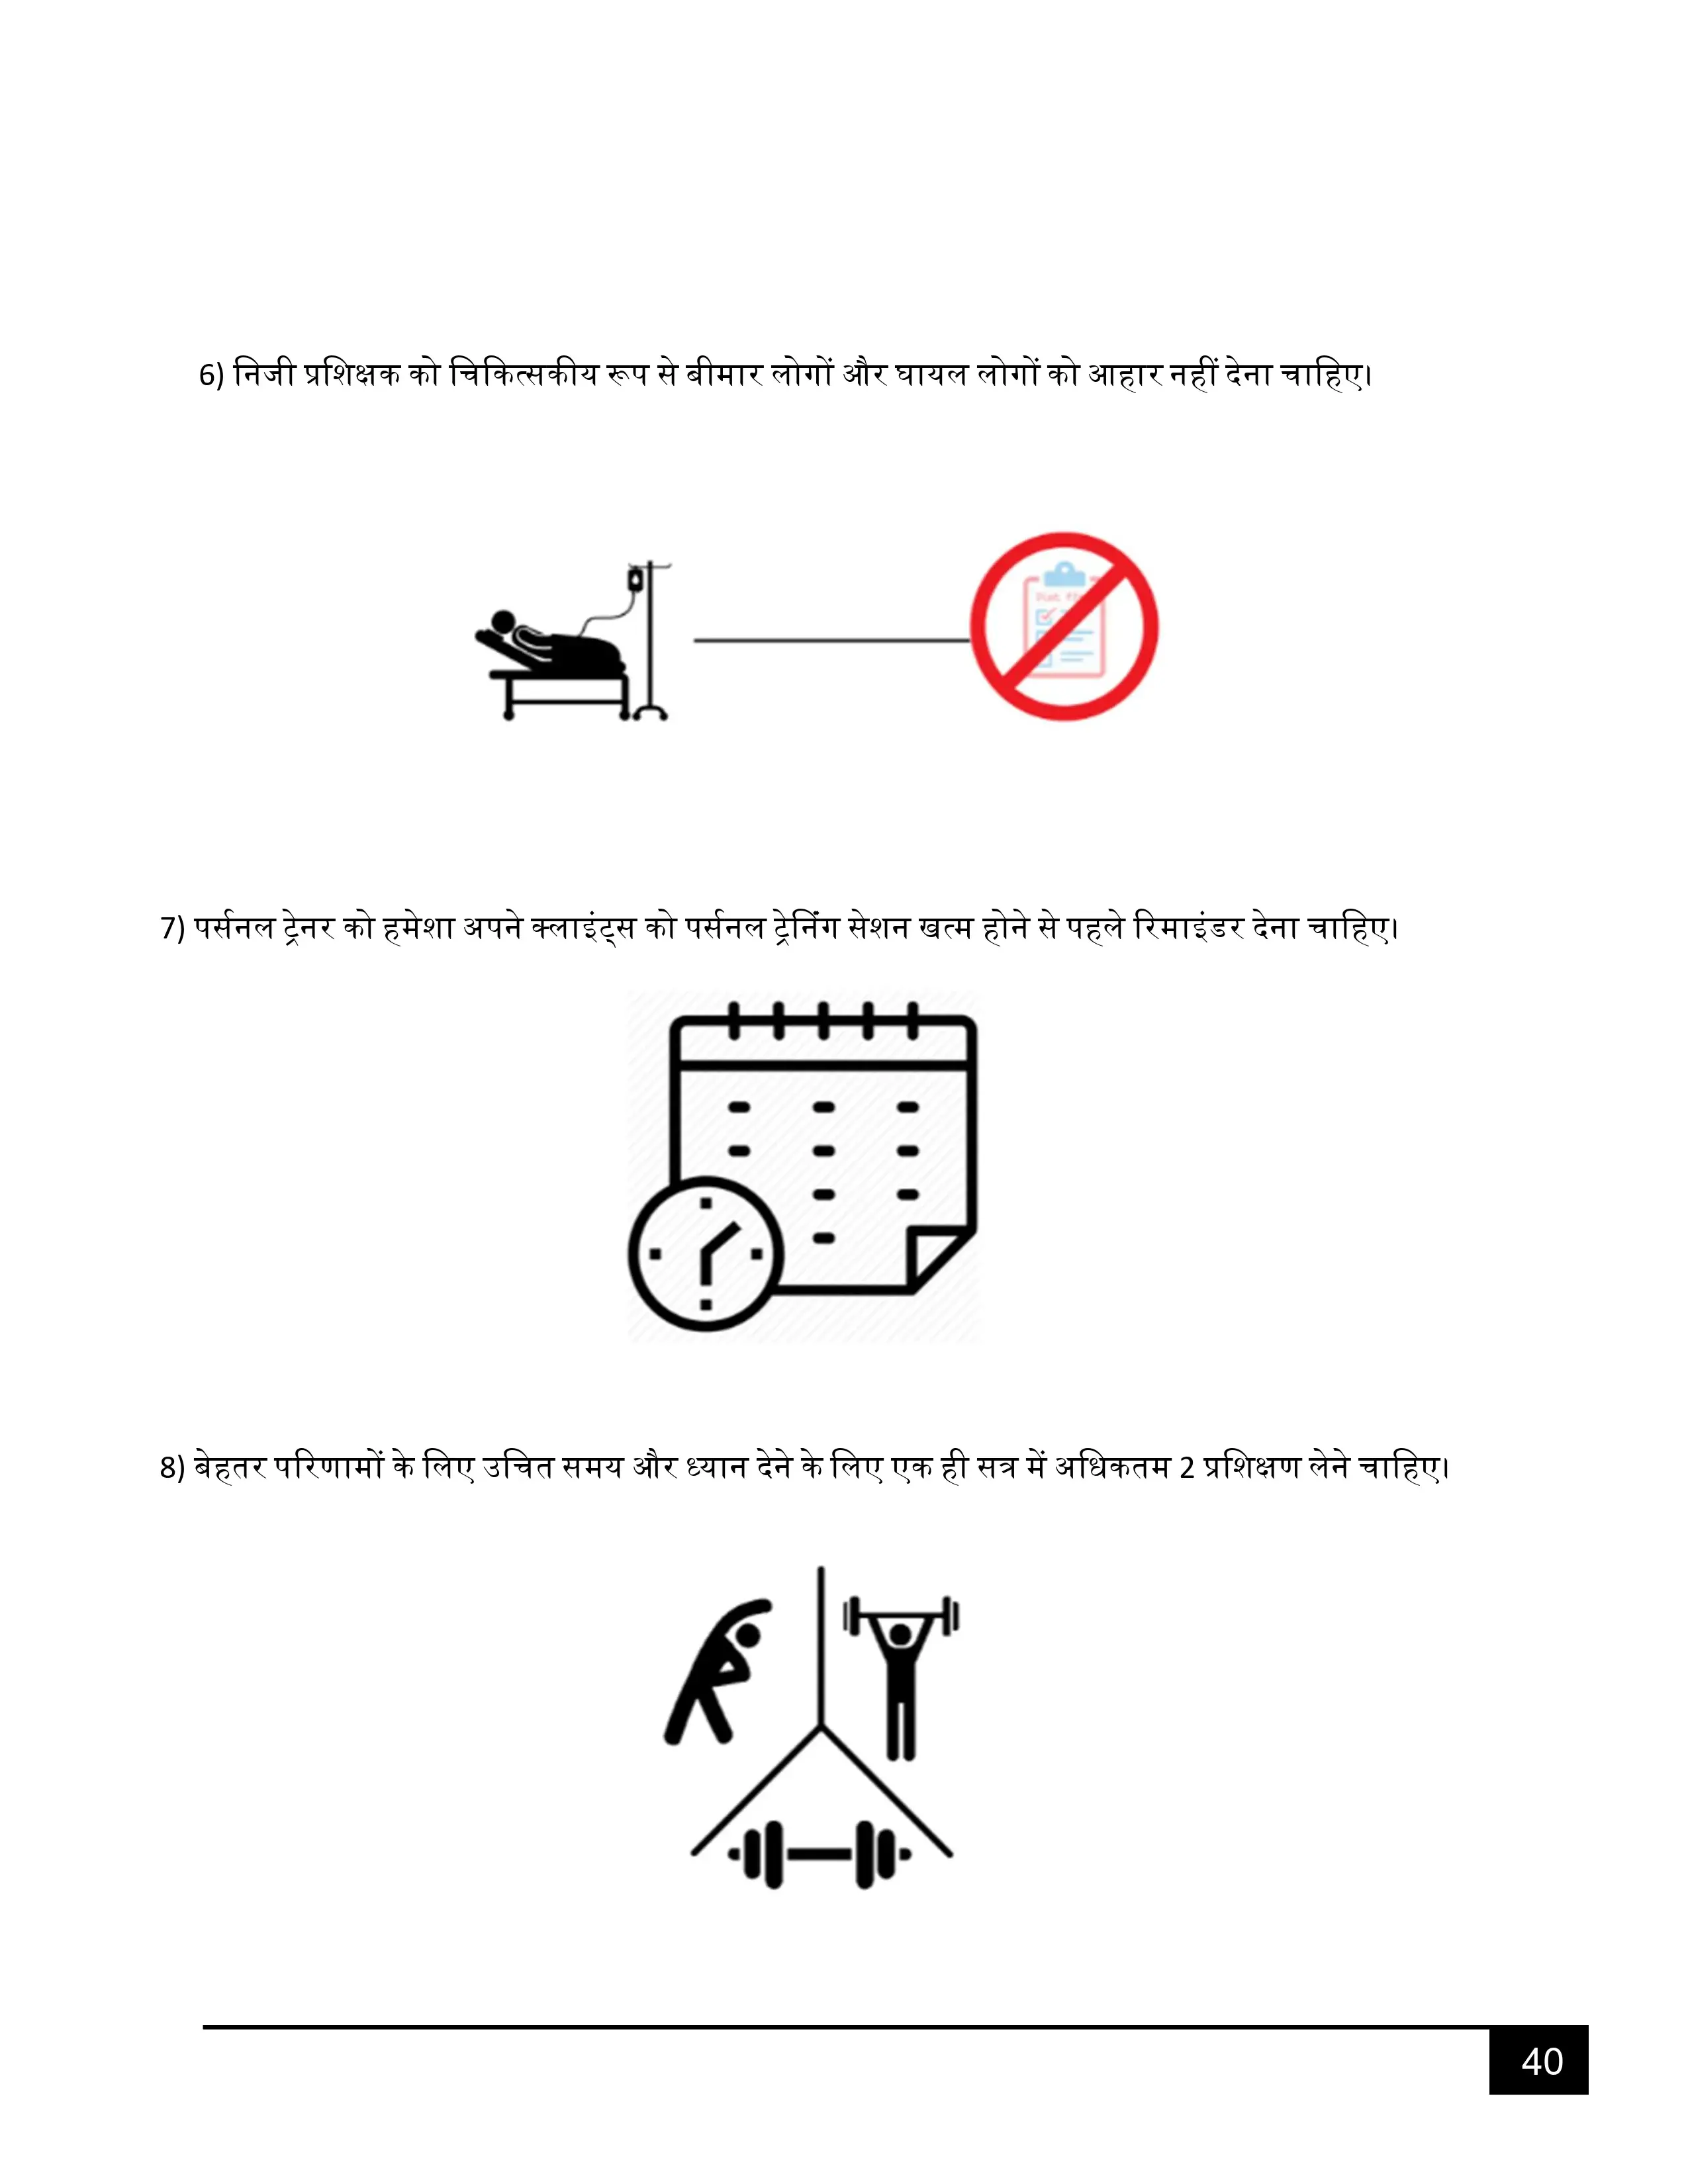 6) निजी प्रशिक्षक को चिकित्सकीय रूप से बीमार लोगों और घायल लोगों को आहार नहीं देना चाहिए।
7) पर्सनल ट्रेनर को हमेशा अपने क्लाइंट्स को पर्सनल ट्रेनिंग सेशन खत्म होने से पहले रिमाइंडर देना चाहिए।
8) बेहतर परिणामों के लिए उचित समय और ध्यान देने के लिए एक ही सत्र में अधिकतम 2 प्रशिक्षण लेने चाहिए।
40